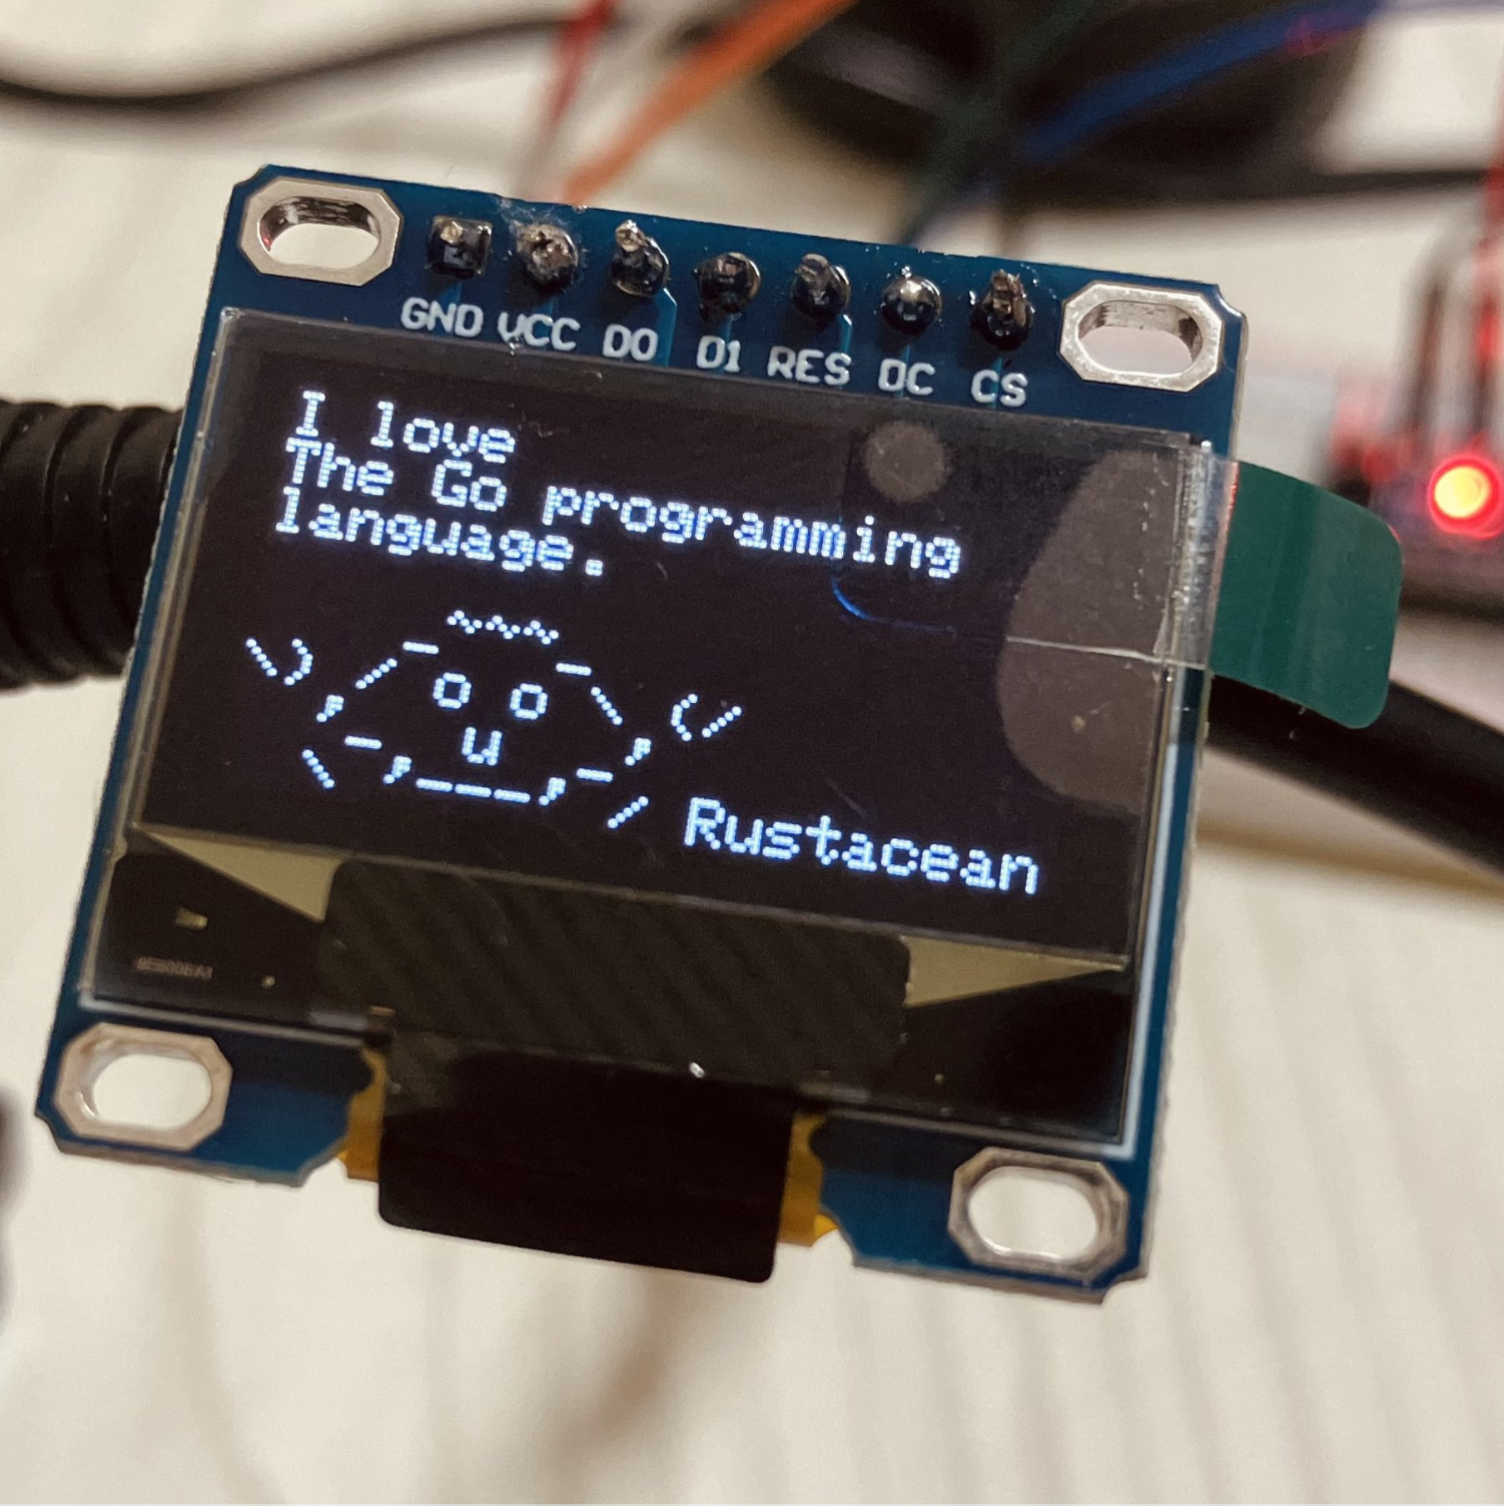 GND VCC D0 D1 RES DC CS
I love
The Go programming
language.
o o
u
Rustacean